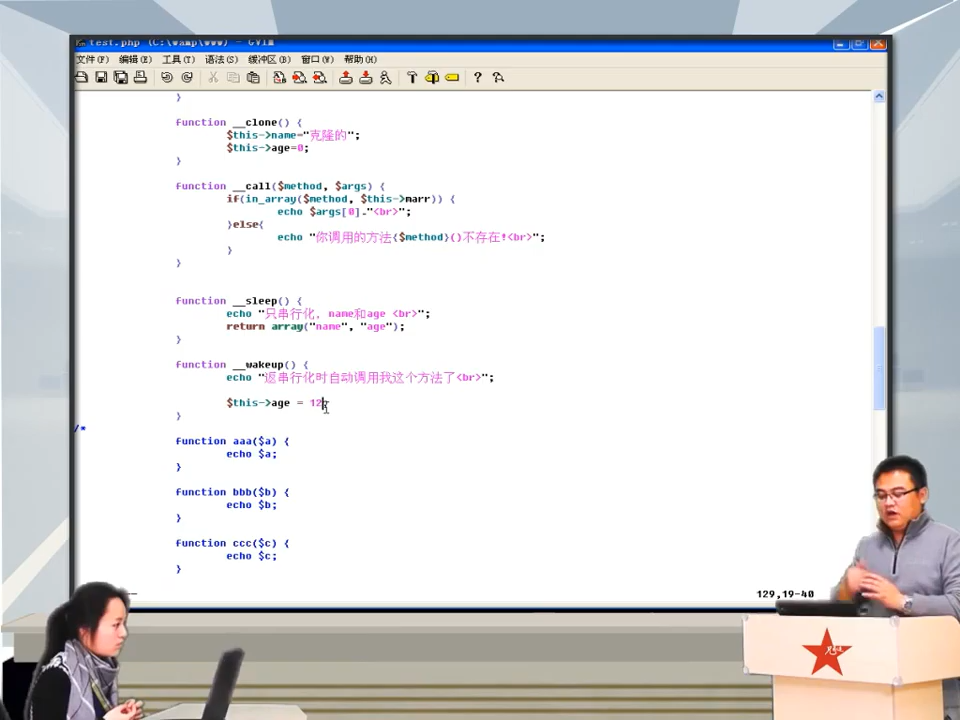 test.php (C:\wamp\www) - GVIM
文件(F) 编辑(E) 工具(T) 语法(S) 缓冲区(B) 窗口(W) 帮助(H)
}
function __clone() {
$this->name="克隆的";
$this->age=0;
}
function __call($method, $args) {
if(in_array($method, $this->marr)) {
echo $args[0]."<br>";
}else{
echo "你调用的方法{$method}()不存在!<br>";
}
}
function __sleep() {
echo "只串行化, name和age <br>";
return array("name", "age");
}
function __wakeup() {
echo "返串行化时自动调用我这个方法了<br>";
$this->age = 12;
}
/*
function aaa($a) {
echo $a;
}
function bbb($b) {
echo $b;
}
function ccc($c) {
echo $c;
}
129,19-40